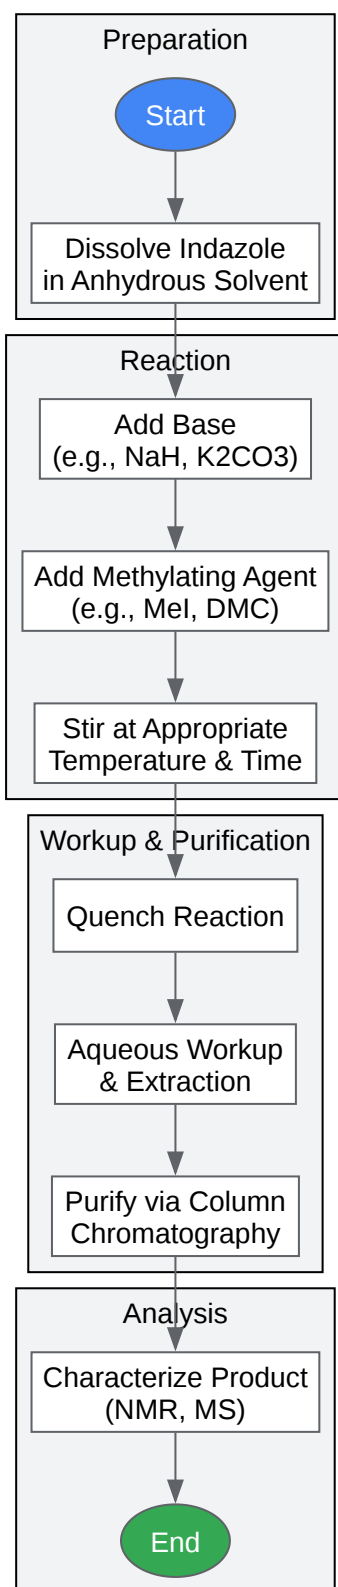 Preparation
Start
Dissolve Indazole
in Anhydrous Solvent
Reaction
Add Base
(e.g., NaH, K2CO3)
Add Methylating Agent
(e.g., MeI, DMC)
Stir at Appropriate
Temperature & Time
Workup & Purification
Quench Reaction
Aqueous Workup
& Extraction
Purify via Column
Chromatography
Analysis
Characterize Product
(NMR, MS)
End